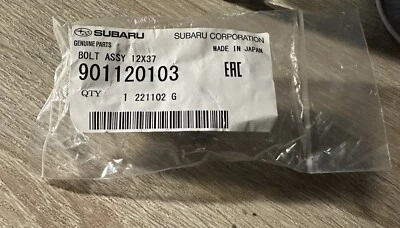 SUBARU SUBARU CORPORATION
GENUINE PARTS MADE IN JAPAN
BOLT ASSY 12X37
901120103 EAC
QTY 1 221102 G